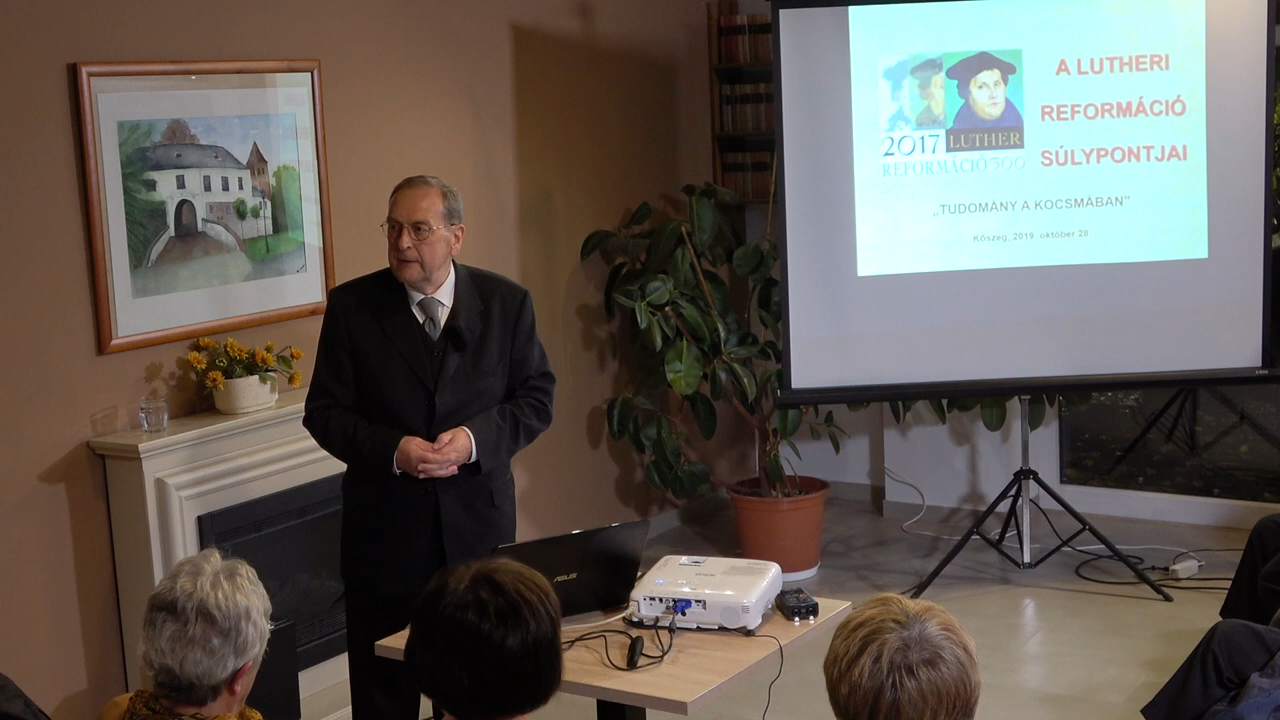 2017 LUTHER
REFORMÁCIÓ 500
A LUTHERI
REFORMÁCIÓ
SÚLYPONTJAI
„TUDOMÁNY A KOCSMÁBAN”
Kőszeg, 2019. október 28.
ASUS